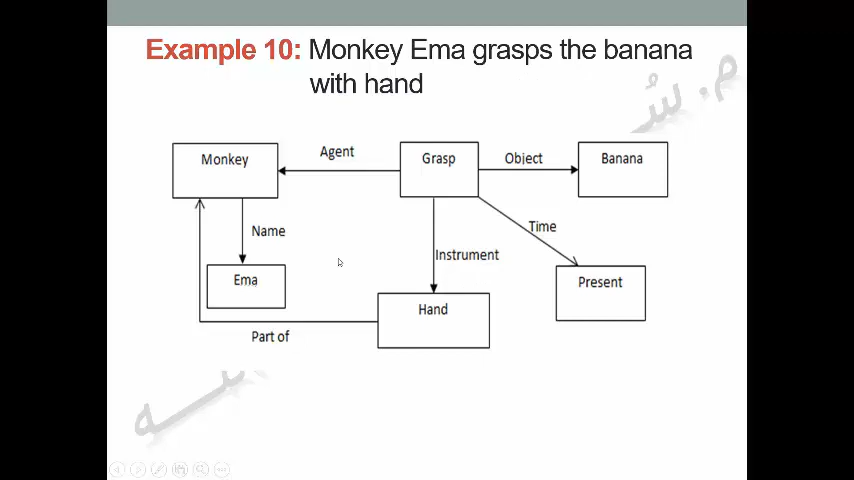 Example 10: Monkey Ema grasps the banana
with hand
Monkey
Agent
Grasp
Object
Banana
Name
Time
Ema
Instrument
Present
Hand
Part of